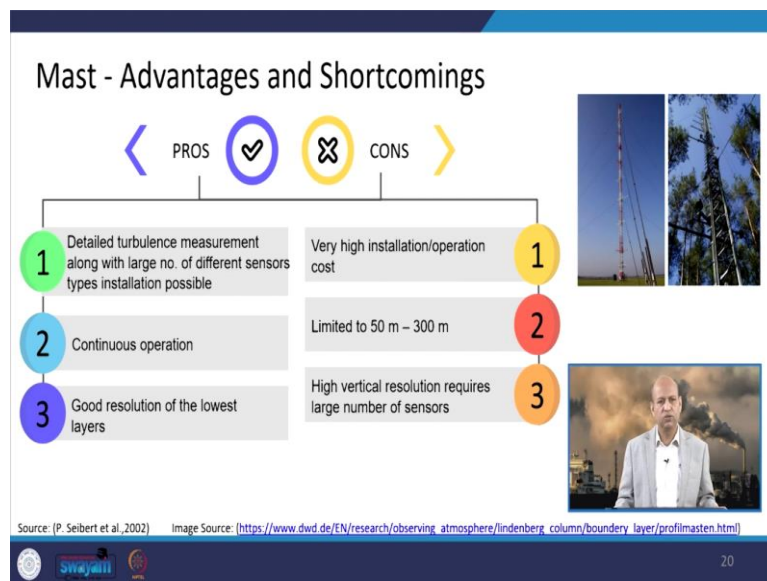 Mast - Advantages and Shortcomings
PROS
CONS
1
Detailed turbulence measurement
along with large no. of different sensors
types installation possible
2
Continuous operation
3
Good resolution of the lowest
layers
Very high installation/operation
cost
1
Limited to 50 m – 300 m
2
High vertical resolution requires
large number of sensors
3
Source: (P. Seibert et al.,2002) Image Source: (https://www.dwd.de/EN/research/observing_atmosphere/lindenberg_column/boundery_layer/profilmasten.html)
swayam
20